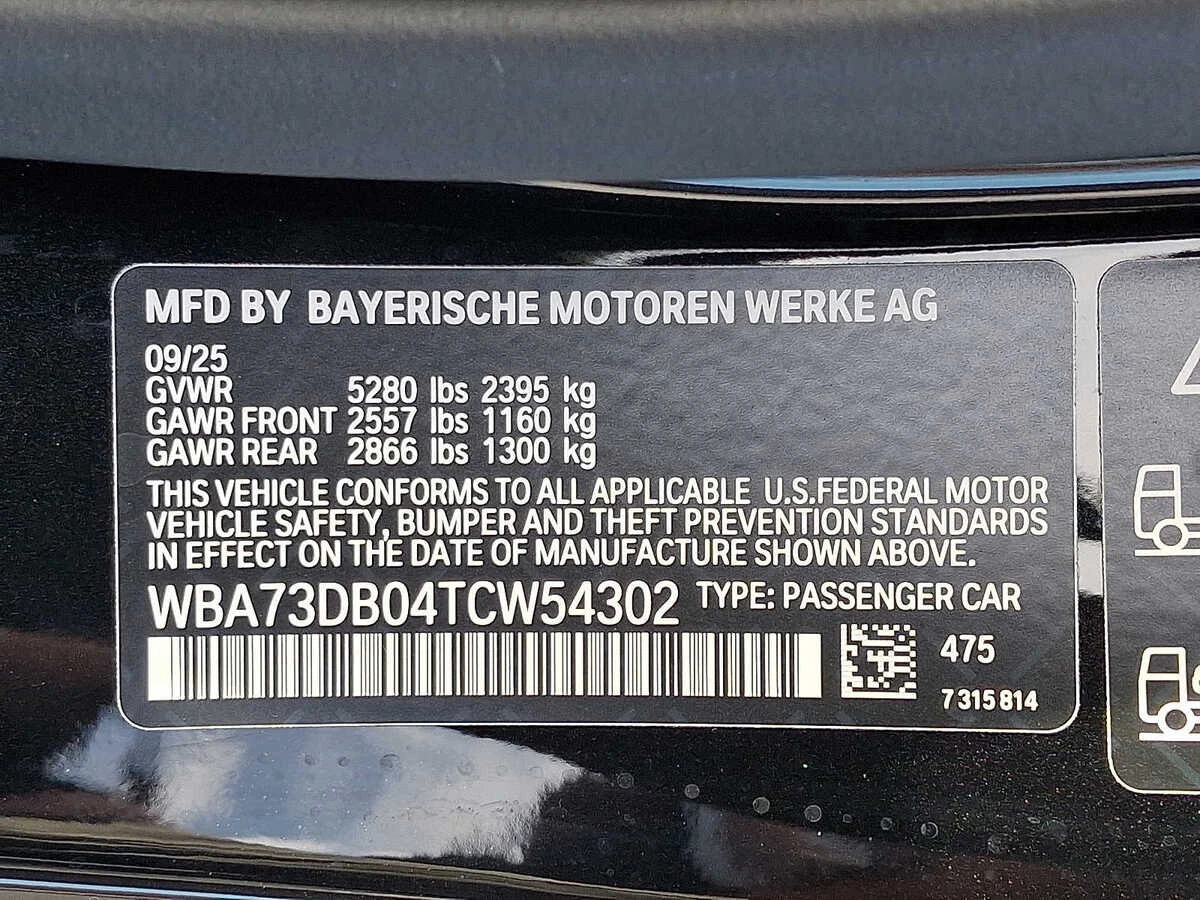 MFD BY BAYERISCHE MOTOREN WERKE AG
09/25
GVWR 5280 lbs 2395 kg
GAWR FRONT 2557 lbs 1160 kg
GAWR REAR 2866 lbs 1300 kg
THIS VEHICLE CONFORMS TO ALL APPLICABLE U.S.FEDERAL MOTOR
VEHICLE SAFETY, BUMPER AND THEFT PREVENTION STANDARDS
IN EFFECT ON THE DATE OF MANUFACTURE SHOWN ABOVE.
WBA73DB04TCW54302 TYPE: PASSENGER CAR
475
7 315 814